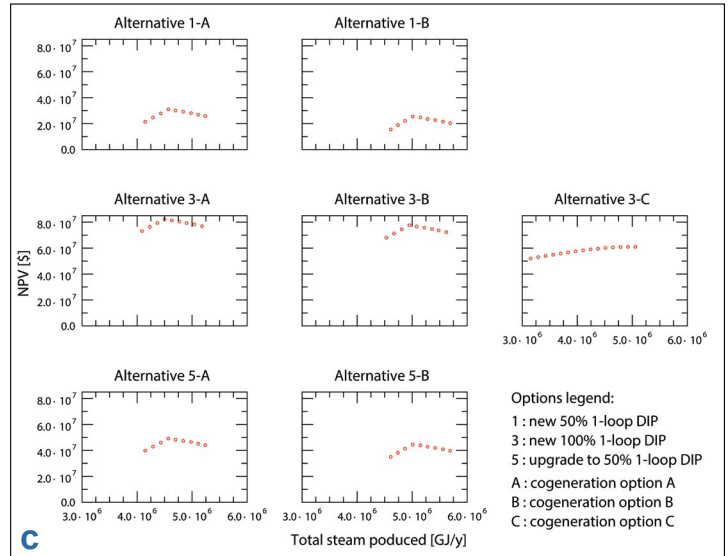 Alternative 1-A
Alternative 1-B
8.0 10⁷
6.0 10⁷
4.0 10⁷
2.0 10⁷
0.0
Alternative 3-A
Alternative 3-B
Alternative 3-C
NPV [$]
8.0 10⁷
6.0 10⁷
4.0 10⁷
2.0 10⁷
0.0
3.0 10⁶ 4.0 10⁶ 5.0 10⁶ 6.0 10⁶
Alternative 5-A
Alternative 5-B
8.0 10⁷
6.0 10⁷
4.0 10⁷
2.0 10⁷
0.0
3.0 10⁶ 4.0 10⁶ 5.0 10⁶ 6.0 10⁶
3.0 10⁶ 4.0 10⁶ 5.0 10⁶ 6.0 10⁶
Total steam poduced [GJ/y]
Options legend:
1 : new 50% 1-loop DIP
3 : new 100% 1-loop DIP
5 : upgrade to 50% 1-loop DIP
A : cogeneration option A
B : cogeneration option B
C : cogeneration option C
C